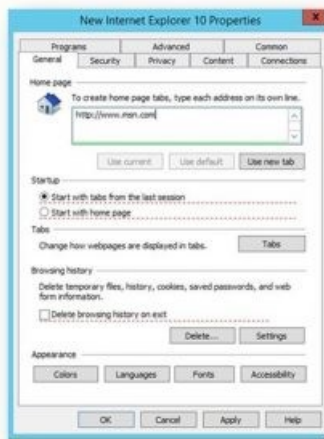 New Internet Explorer 10 Properties
x
Programs Advanced Common
General Security Privacy Content Connections
Home page
To create home page tabs, type each address on its own line.
http://www.msn.com
Use current Use default Use new tab
Startup
Start with tabs from the last session
Start with home page
Tabs
Change how webpages are displayed in tabs. Tabs
Browsing history
Delete temporary files, history, cookies, saved passwords, and web
form information.
Delete browsing history on exit
Delete... Settings
Appearance
Colors Languages Fonts Accessibility
OK Cancel Apply Help